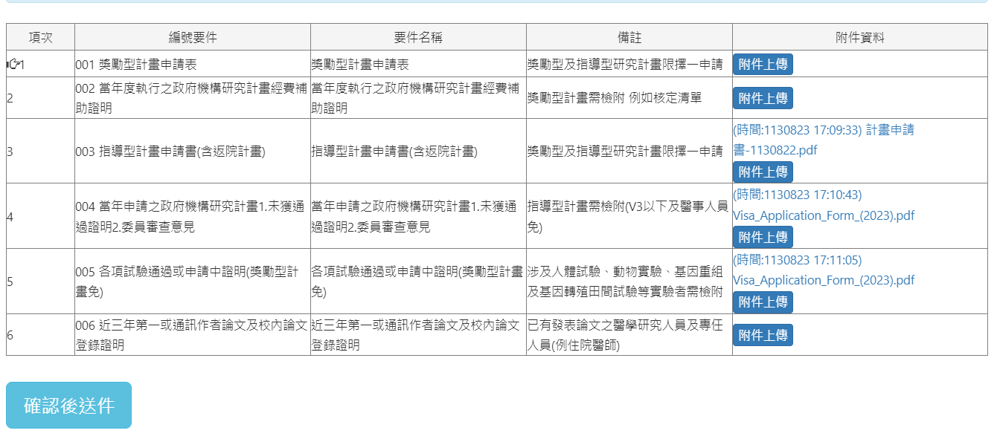 項次 編號要件 要件名稱 備註 附件資料
1 001 獎勵型計畫申請表 獎勵型計畫申請表 獎勵型及指導型研究計畫限擇一申請 附件上傳
2
002 當年度執行之政府機構研究計畫經費補
助證明
當年度執行之政府機構研究計畫經費補
助證明
獎勵型計畫需檢附 例如核定清單
附件上傳
3
003 指導型計畫申請書(含返院計畫)
指導型計畫申請書(含返院計畫)
獎勵型及指導型研究計畫限擇一申請
(時間:1130823 17:09:33) 計畫申請
書-1130822.pdf
附件上傳
4
004 當年申請之政府機構研究計畫1.未獲通
過證明2.委員審查意見
當年申請之政府機構研究計畫1.未獲通
過證明2.委員審查意見
指導型計畫需檢附(V3以下及醫事人員
免)
(時間:1130823 17:10:43)
Visa_Application_Form_(2023).pdf
附件上傳
5
005 各項試驗通過或申請中證明(獎勵型計
畫免)
各項試驗通過或申請中證明(獎勵型計畫
免)
涉及人體試驗、動物實驗、基因重組
及基因轉殖田間試驗等實驗者需檢附
(時間:1130823 17:11:05)
Visa_Application_Form_(2023).pdf
附件上傳
6
006 近三年第一或通訊作者論文及校內論文
登錄證明
近三年第一或通訊作者論文及校內論文
登錄證明
已有發表論文之醫學研究人員及專任
人員(例住院醫師)
附件上傳
確認後送件